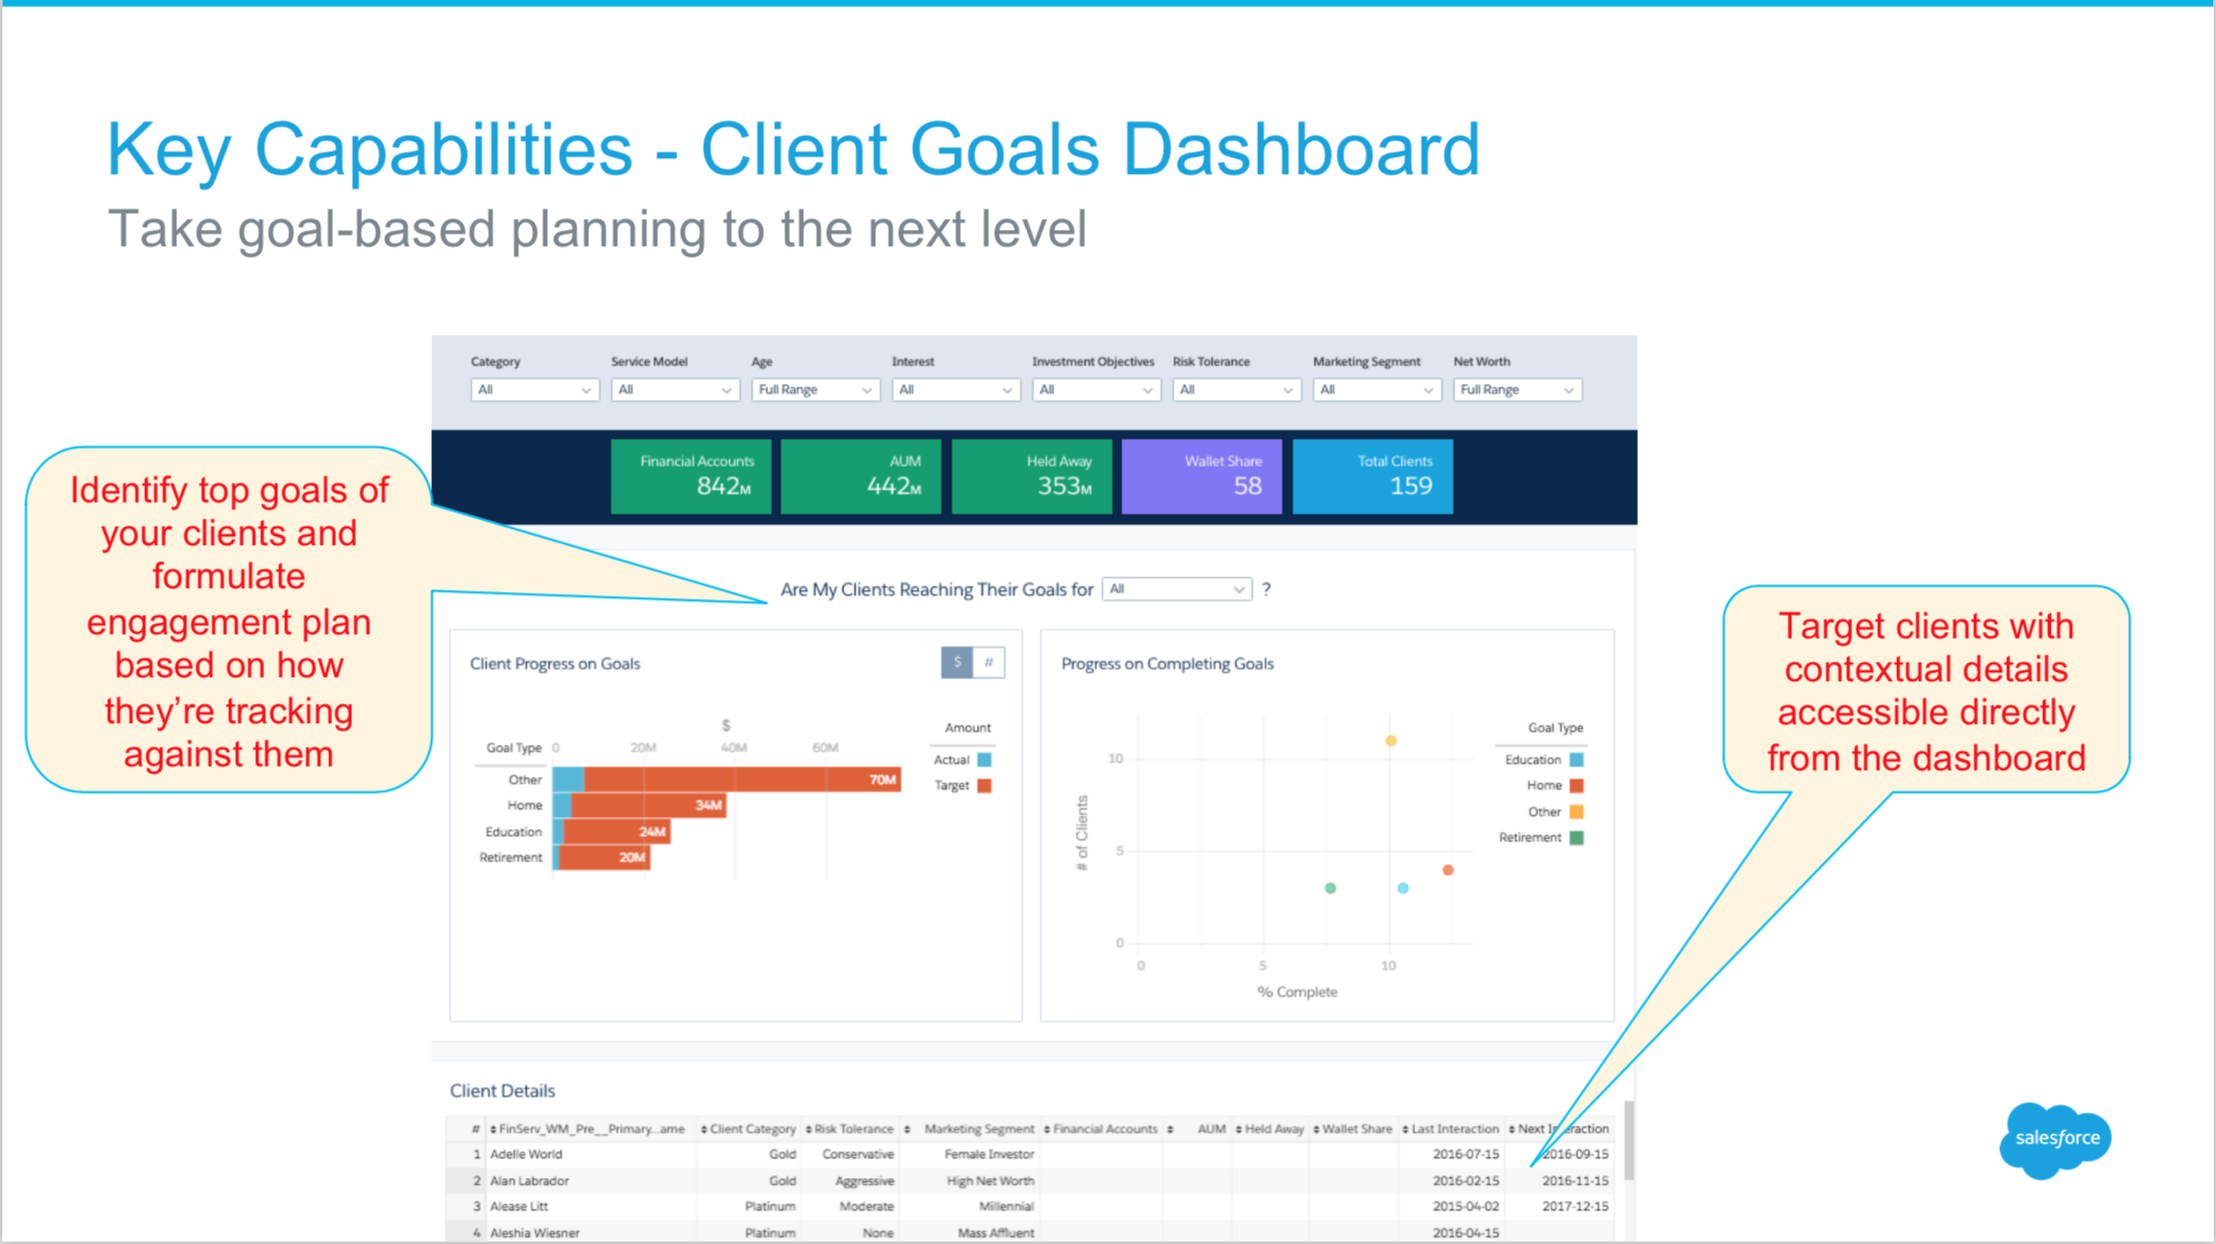 Key Capabilities - Client Goals Dashboard
Take goal-based planning to the next level
Category Service Model Age Interest Investment Objectives Risk Tolerance Marketing Segment Net Worth
All All Full Range All All All All Full Range
Financial Accounts AUM Held Away Wallet Share Total Clients
842M 442M 353M 58 159
Identify top goals of
your clients and
formulate
engagement plan
based on how
they’re tracking
against them
Are My Clients Reaching Their Goals for All ?
Client Progress on Goals
$ #
$
Goal Type 0 20M 40M 60M
Other 70M
Home 34M
Education 24M
Retirement 20M
Amount
Actual
Target
Progress on Completing Goals
# of Clients
10
5
0
0 5 10
% Complete
Goal Type
Education
Home
Other
Retirement
Target clients with
contextual details
accessible directly
from the dashboard
Client Details
# FinServ_WM_Pre__Primary...ame Client Category Risk Tolerance Marketing Segment Financial Accounts AUM Held Away Wallet Share Last Interaction Next Interaction
1 Adelle World Gold Conservative Female Investor 2016-07-15 2016-09-15
2 Alan Labrador Gold Aggressive High Net Worth 2016-02-15 2016-11-15
3 Alease Litt Platinum Moderate Millennial 2015-04-02 2017-12-15
4 Aleshia Wiesner Platinum None Mass Affluent 2016-04-15
salesforce